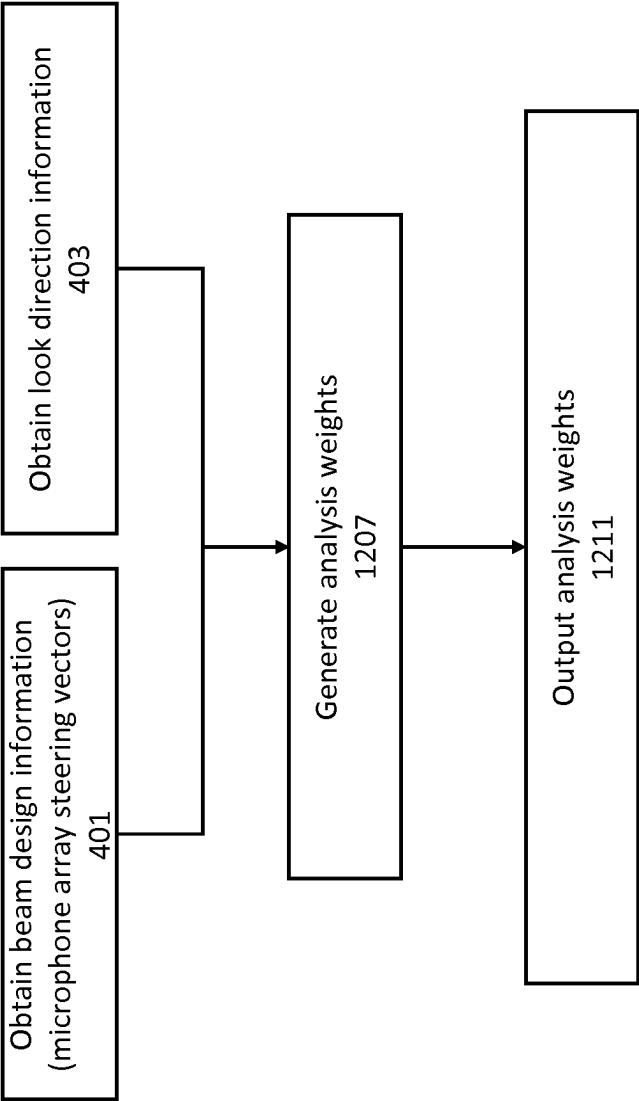 Obtain beam design information
(microphone array steering vectors)
401
Obtain look direction information
403
Generate analysis weights
1207
Output analysis weights
1211